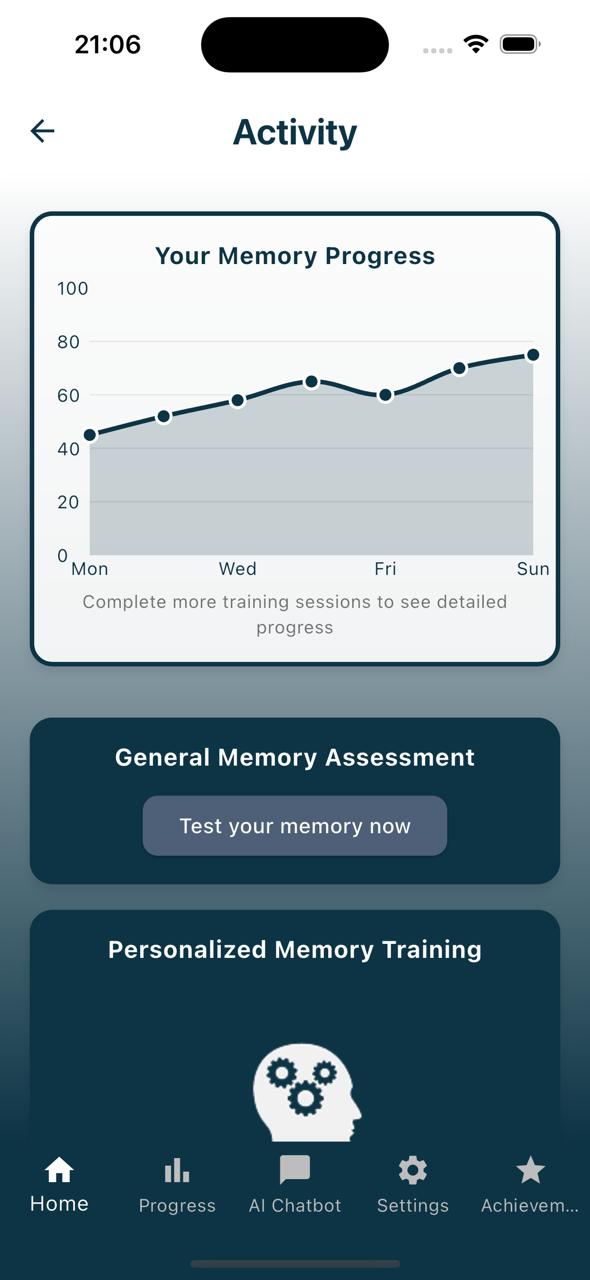 21:06
Activity
Your Memory Progress
100
80
60
40
20
0
Mon Wed Fri Sun
Complete more training sessions to see detailed
progress
General Memory Assessment
Test your memory now
Personalized Memory Training
Home Progress AI Chatbot Settings Achievem...